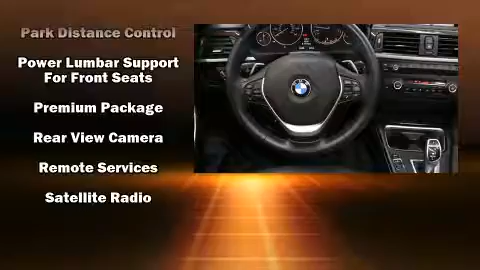 Park Distance Control
Power Lumbar Support
For Front Seats
Premium Package
Rear View Camera
Remote Services
Satellite Radio